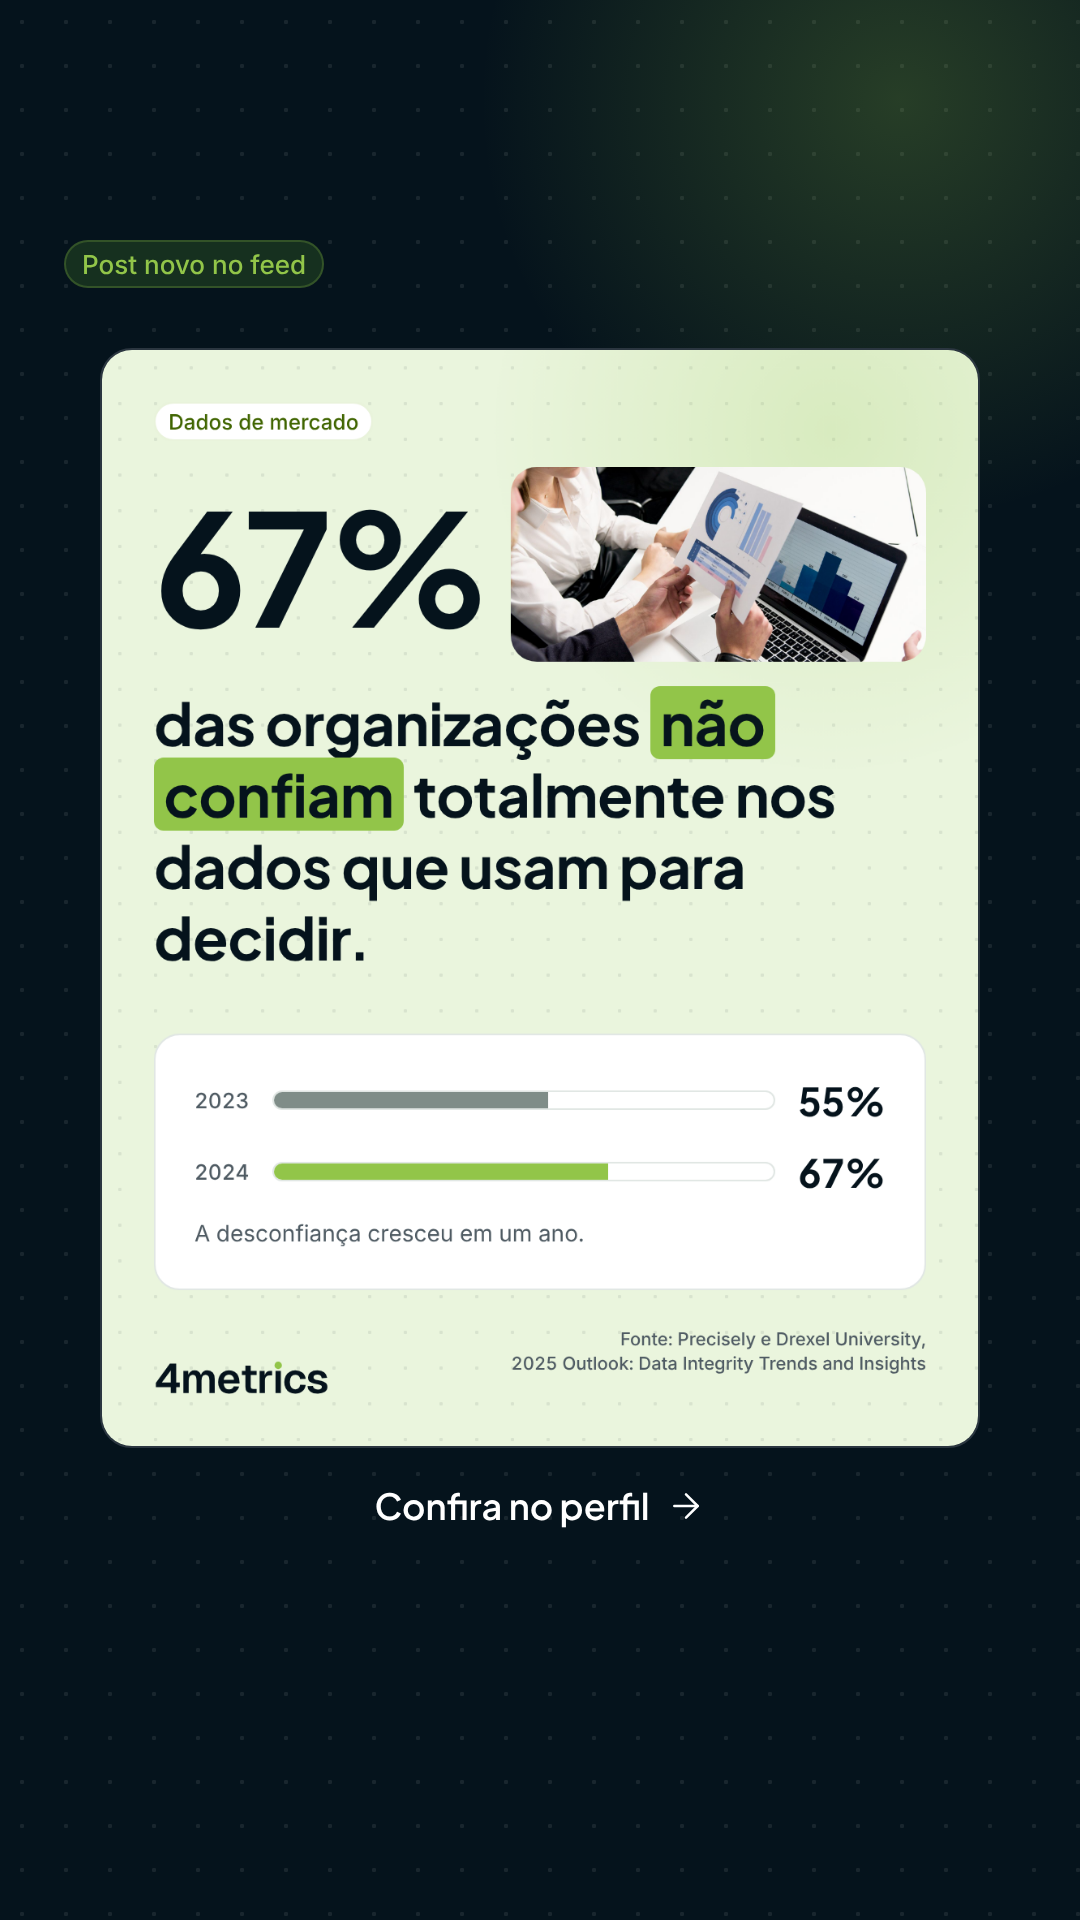 Post novo no feed
Dados de mercado
67%
das organizações não
confiam totalmente nos
dados que usam para
decidir.
2023 55%
2024 67%
A desconfiança cresceu em um ano.
Fonte: Precisely e Drexel University,
2025 Outlook: Data Integrity Trends and Insights
4metrics
Confira no perfil →